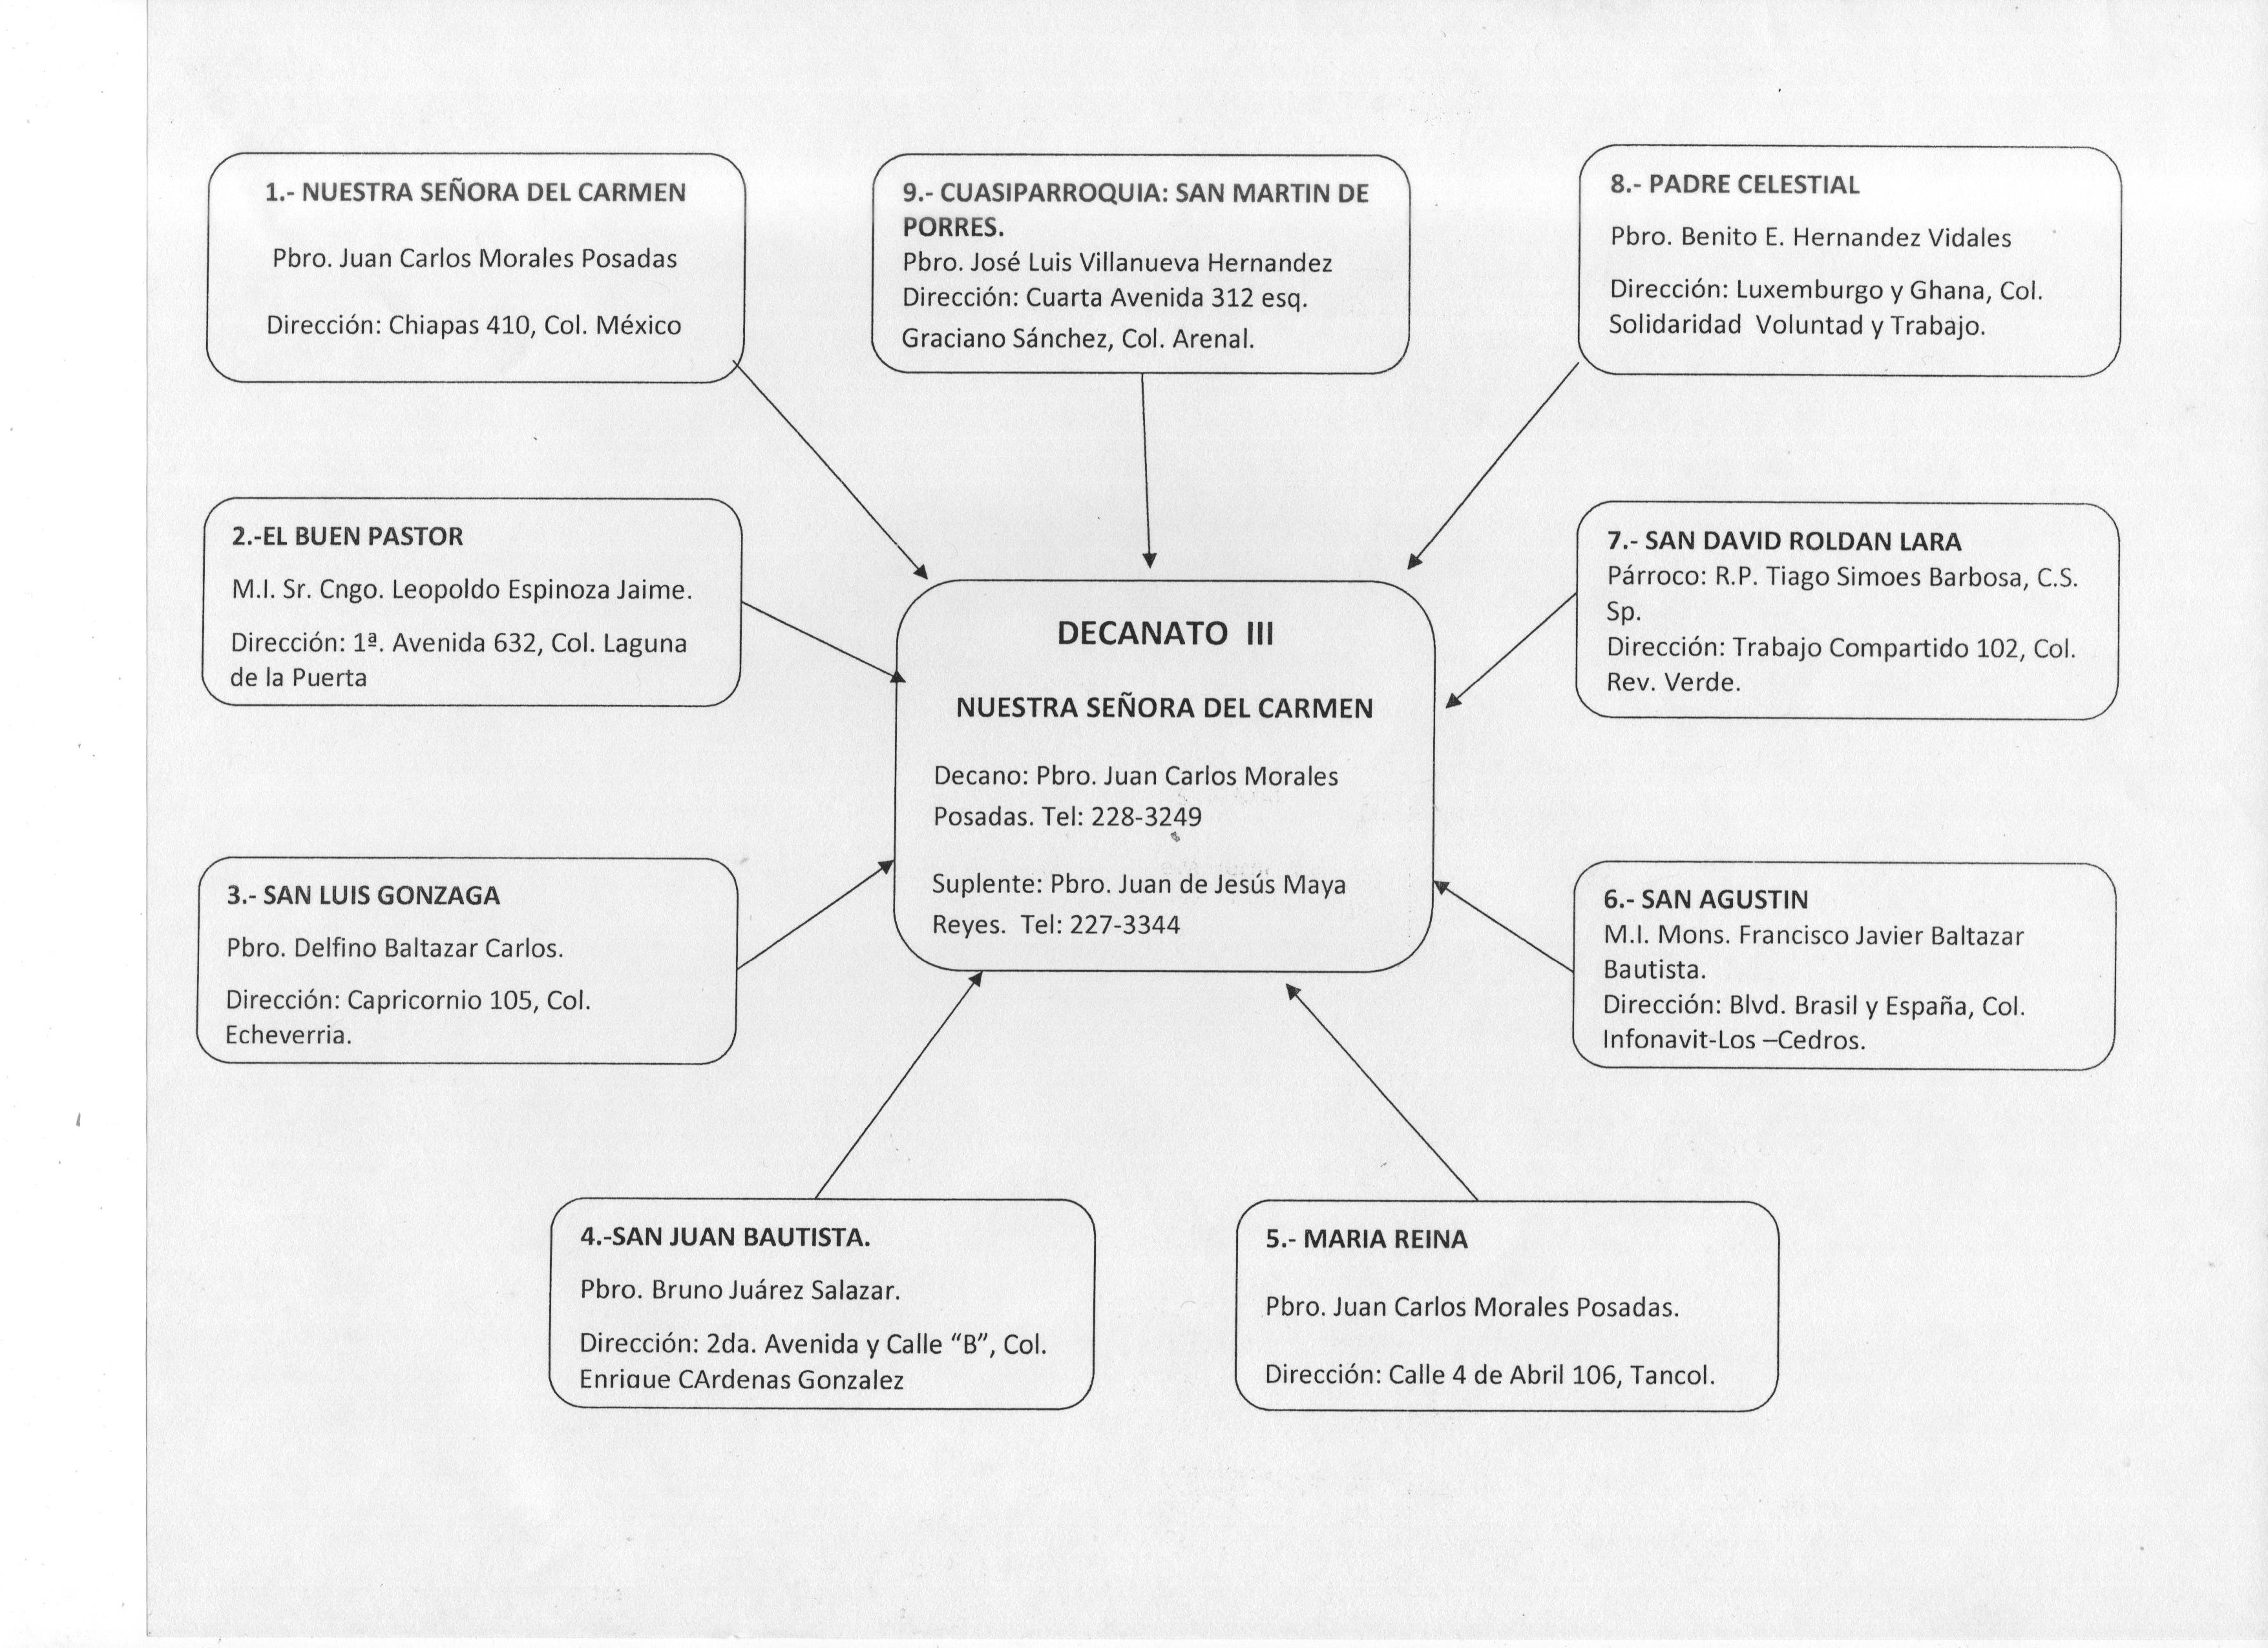 1.- NUESTRA SEÑORA DEL CARMEN
Pbro. Juan Carlos Morales Posadas
Dirección: Chiapas 410, Col. México
9.- CUASIPARROQUIA: SAN MARTIN DE
PORRES.
Pbro. José Luis Villanueva Hernandez
Dirección: Cuarta Avenida 312 esq.
Graciano Sánchez, Col. Arenal.
8.- PADRE CELESTIAL
Pbro. Benito E. Hernandez Vidales
Dirección: Luxemburgo y Ghana, Col.
Solidaridad  Voluntad y Trabajo.
2.-EL BUEN PASTOR
M.I. Sr. Cngo. Leopoldo Espinoza Jaime.
Dirección: 1ª. Avenida 632, Col. Laguna
de la Puerta
DECANATO  III
NUESTRA SEÑORA DEL CARMEN
Decano: Pbro. Juan Carlos Morales
Posadas. Tel: 228-3249
Suplente: Pbro. Juan de Jesús Maya
Reyes.  Tel: 227-3344
7.- SAN DAVID ROLDAN LARA
Párroco: R.P. Tiago Simoes Barbosa, C.S.
Sp.
Dirección: Trabajo Compartido 102, Col.
Rev. Verde.
3.- SAN LUIS GONZAGA
Pbro. Delfino Baltazar Carlos.
Dirección: Capricornio 105, Col.
Echeverria.
6.- SAN AGUSTIN
M.I. Mons. Francisco Javier Baltazar
Bautista.
Dirección: Blvd. Brasil y España, Col.
Infonavit-Los –Cedros.
4.-SAN JUAN BAUTISTA.
Pbro. Bruno Juárez Salazar.
Dirección: 2da. Avenida y Calle “B”, Col.
Enrique CArdenas Gonzalez
5.- MARIA REINA
Pbro. Juan Carlos Morales Posadas.
Dirección: Calle 4 de Abril 106, Tancol.